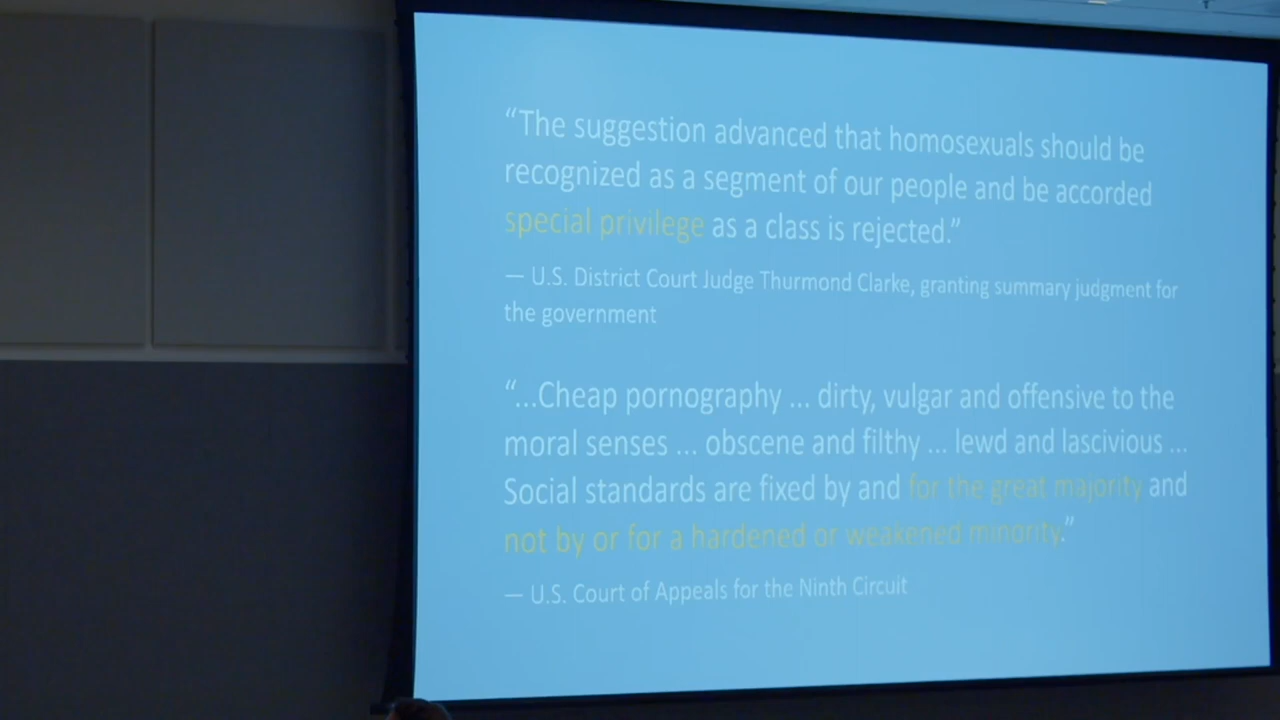 “The suggestion advanced that homosexuals should be
recognized as a segment of our people and be accorded
special privilege as a class is rejected.”
— U.S. District Court Judge Thurmond Clarke, granting summary judgment for
the government
“...Cheap pornography ... dirty, vulgar and offensive to the
moral senses ... obscene and filthy ... lewd and lascivious ...
Social standards are fixed by and for the great majority and
not by or for a hardened or weakened minority.”
— U.S. Court of Appeals for the Ninth Circuit